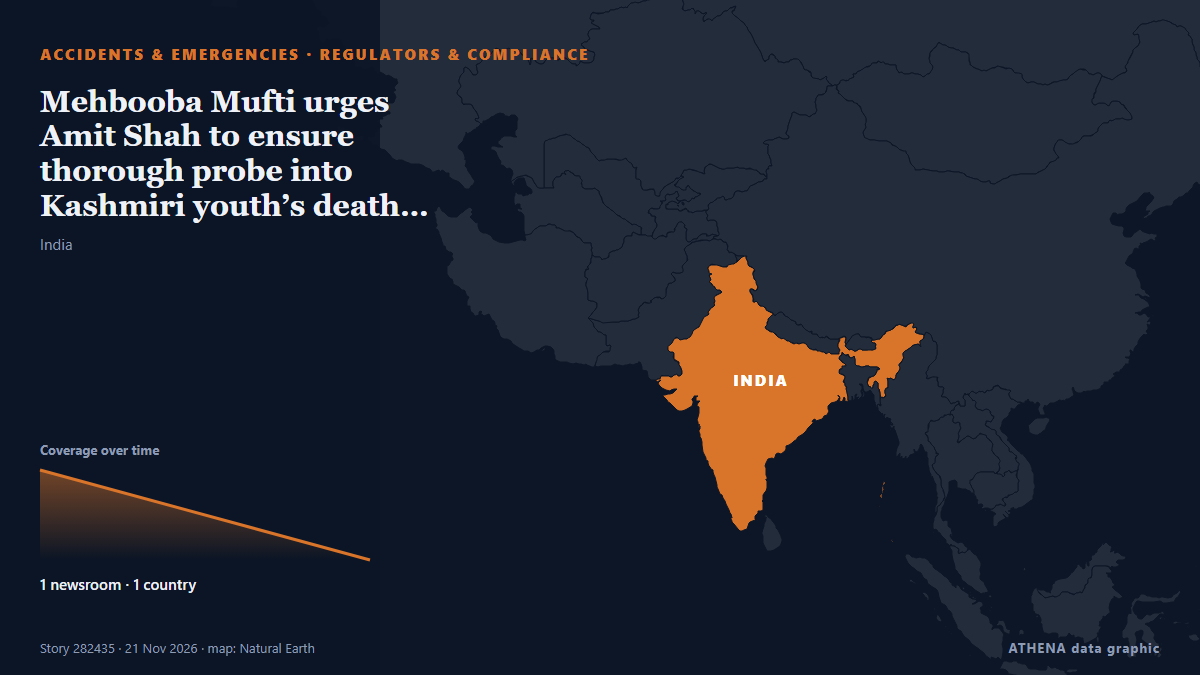 ACCIDENTS & EMERGENCIES · REGULATORS & COMPLIANCE
Mehbooba Mufti urges
Amit Shah to ensure
thorough probe into
Kashmiri youth’s death…
India
INDIA
Coverage over time
1 newsroom · 1 country
Story 282435 · 21 Nov 2026 · map: Natural Earth
ATHENA data graphic